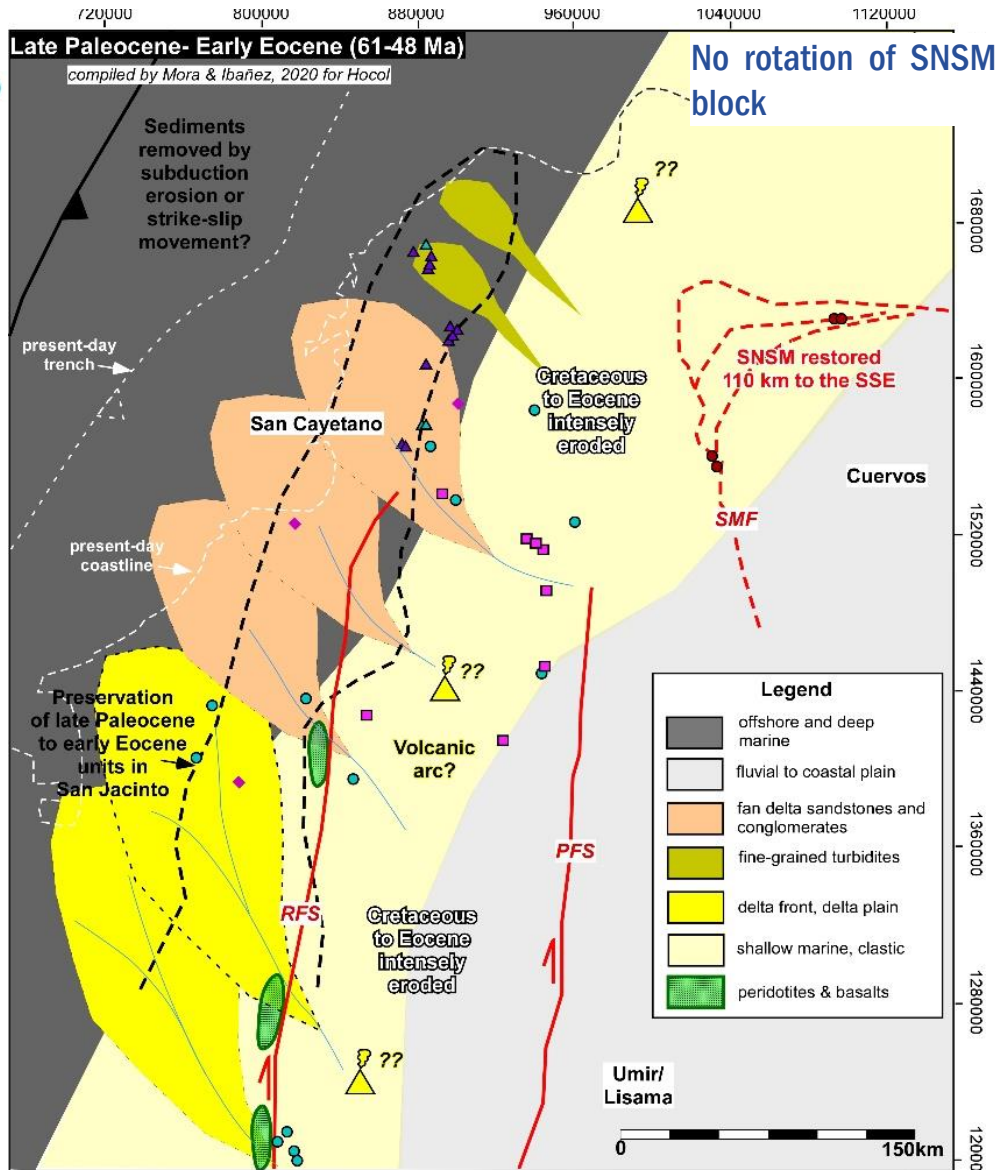 720000 800000 880000 960000 1040000 1120000
Late Paleocene- Early Eocene (61-48 Ma)
compiled by Mora & Ibañez, 2020 for Hocol
No rotation of SNSM
block
Sediments
removed by
subduction
erosion or
strike-slip
movement?
??
1680000
present-day
trench
SNSM restored
110 km to the SSE
1600000
Cretaceous
to Eocene
intensely
eroded
San Cayetano
Cuervos
SMF
1520000
present-day
coastline
??
1440000
Preservation
of late Paleocene
to early Eocene
units in
San Jacinto
Volcanic
arc?
PFS
1360000
RFS
Cretaceous
to Eocene
intensely
eroded
1280000
??
Umir/
Lisama
Legend
offshore and deep
marine
fluvial to coastal plain
fan delta sandstones and
conglomerates
fine-grained turbidites
delta front, delta plain
shallow marine, clastic
peridotites & basalts
0 150km